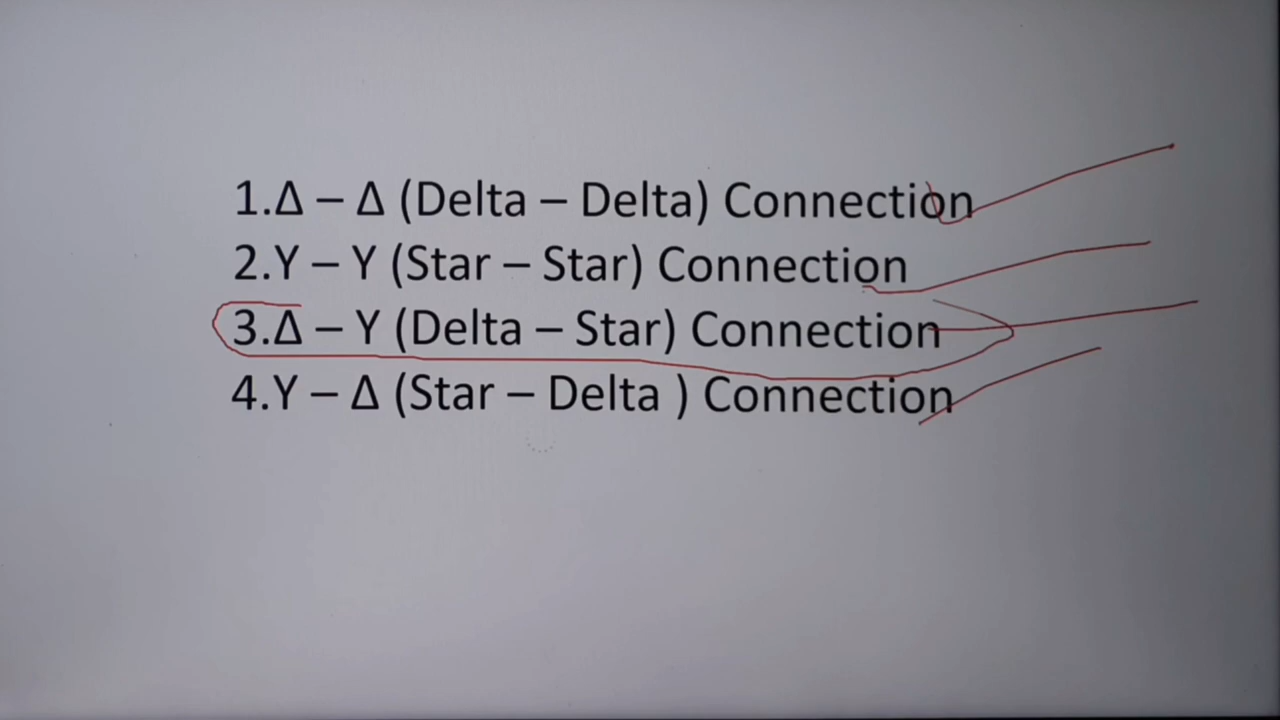 1.Δ – Δ (Delta – Delta) Connection
2.Y – Y (Star – Star) Connection
3.Δ – Y (Delta – Star) Connection
4.Y – Δ (Star – Delta ) Connection